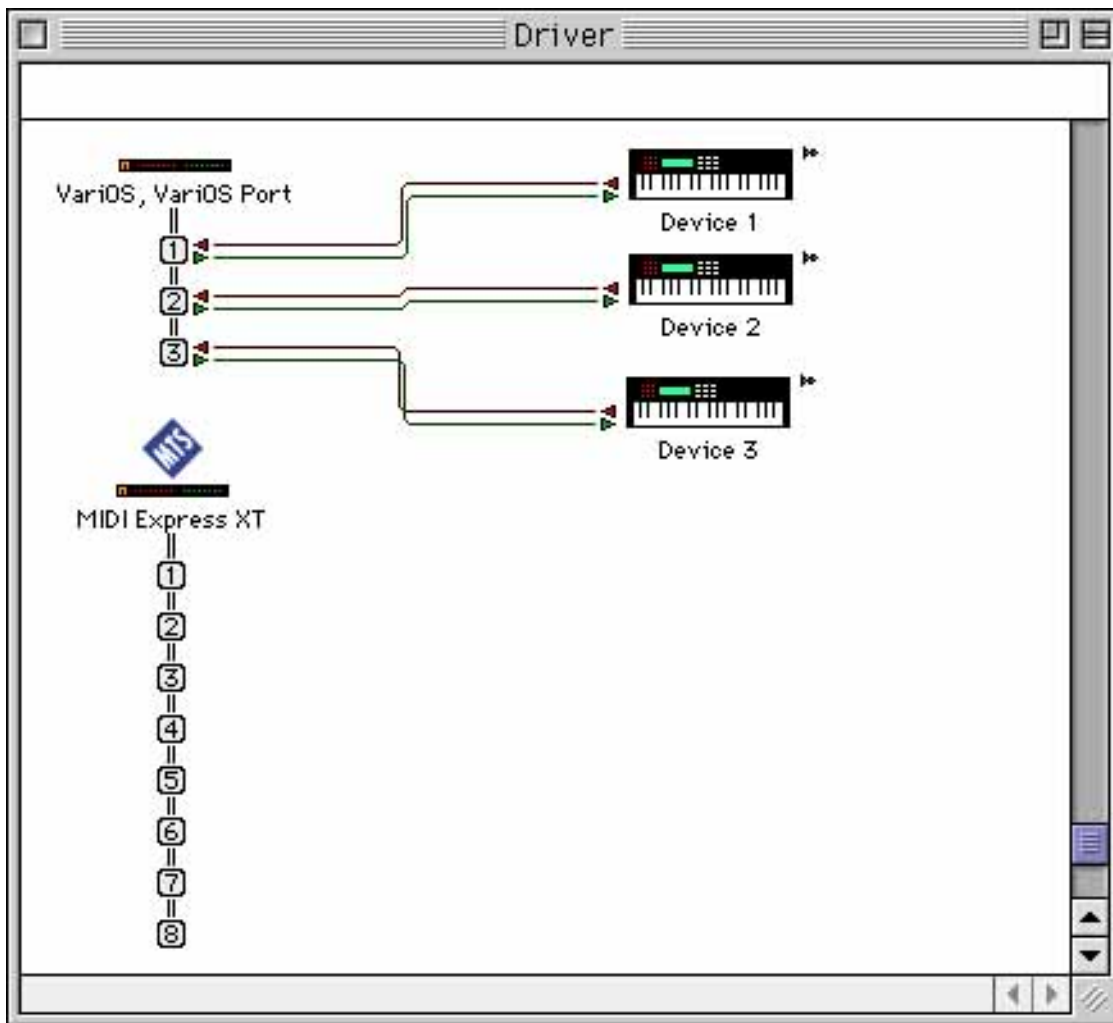 Driver
VariOS, VariOS Port
1
2
3
Device 1
Device 2
Device 3
MTS
MIDI Express XT
1
2
3
4
5
6
7
8